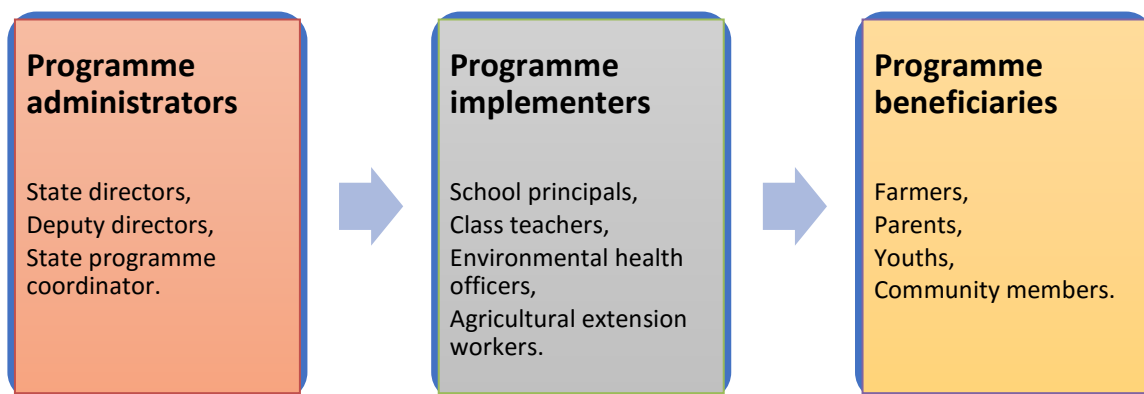 Programme
administrators
State directors,
Deputy directors,
State programme
coordinator.
Programme
implementers
School principals,
Class teachers,
Environmental health
officers,
Agricultural extension
workers.
Programme
beneficiaries
Farmers,
Parents,
Youths,
Community members.